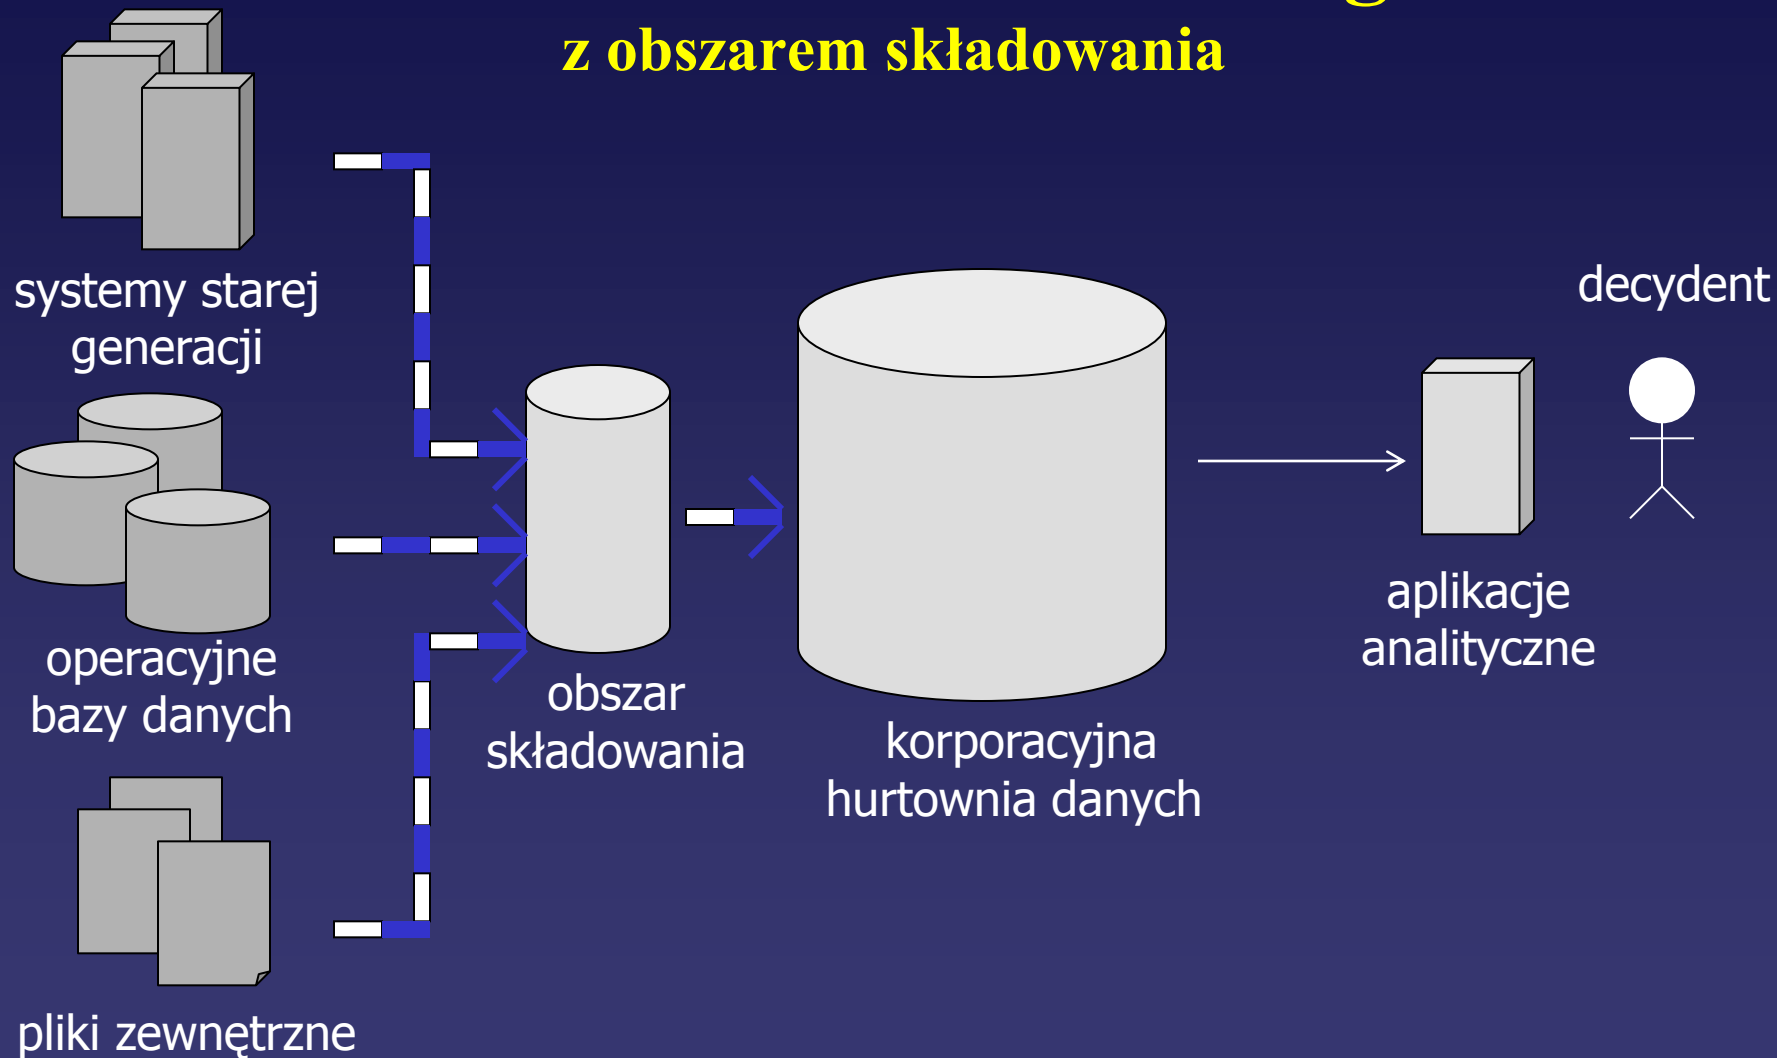 z obszarem składowania
systemy starej
generacji
decydent
operacyjne
bazy danych
obszar
składowania
korporacyjna
hurtownia danych
aplikacje
analityczne
pliki zewnętrzne